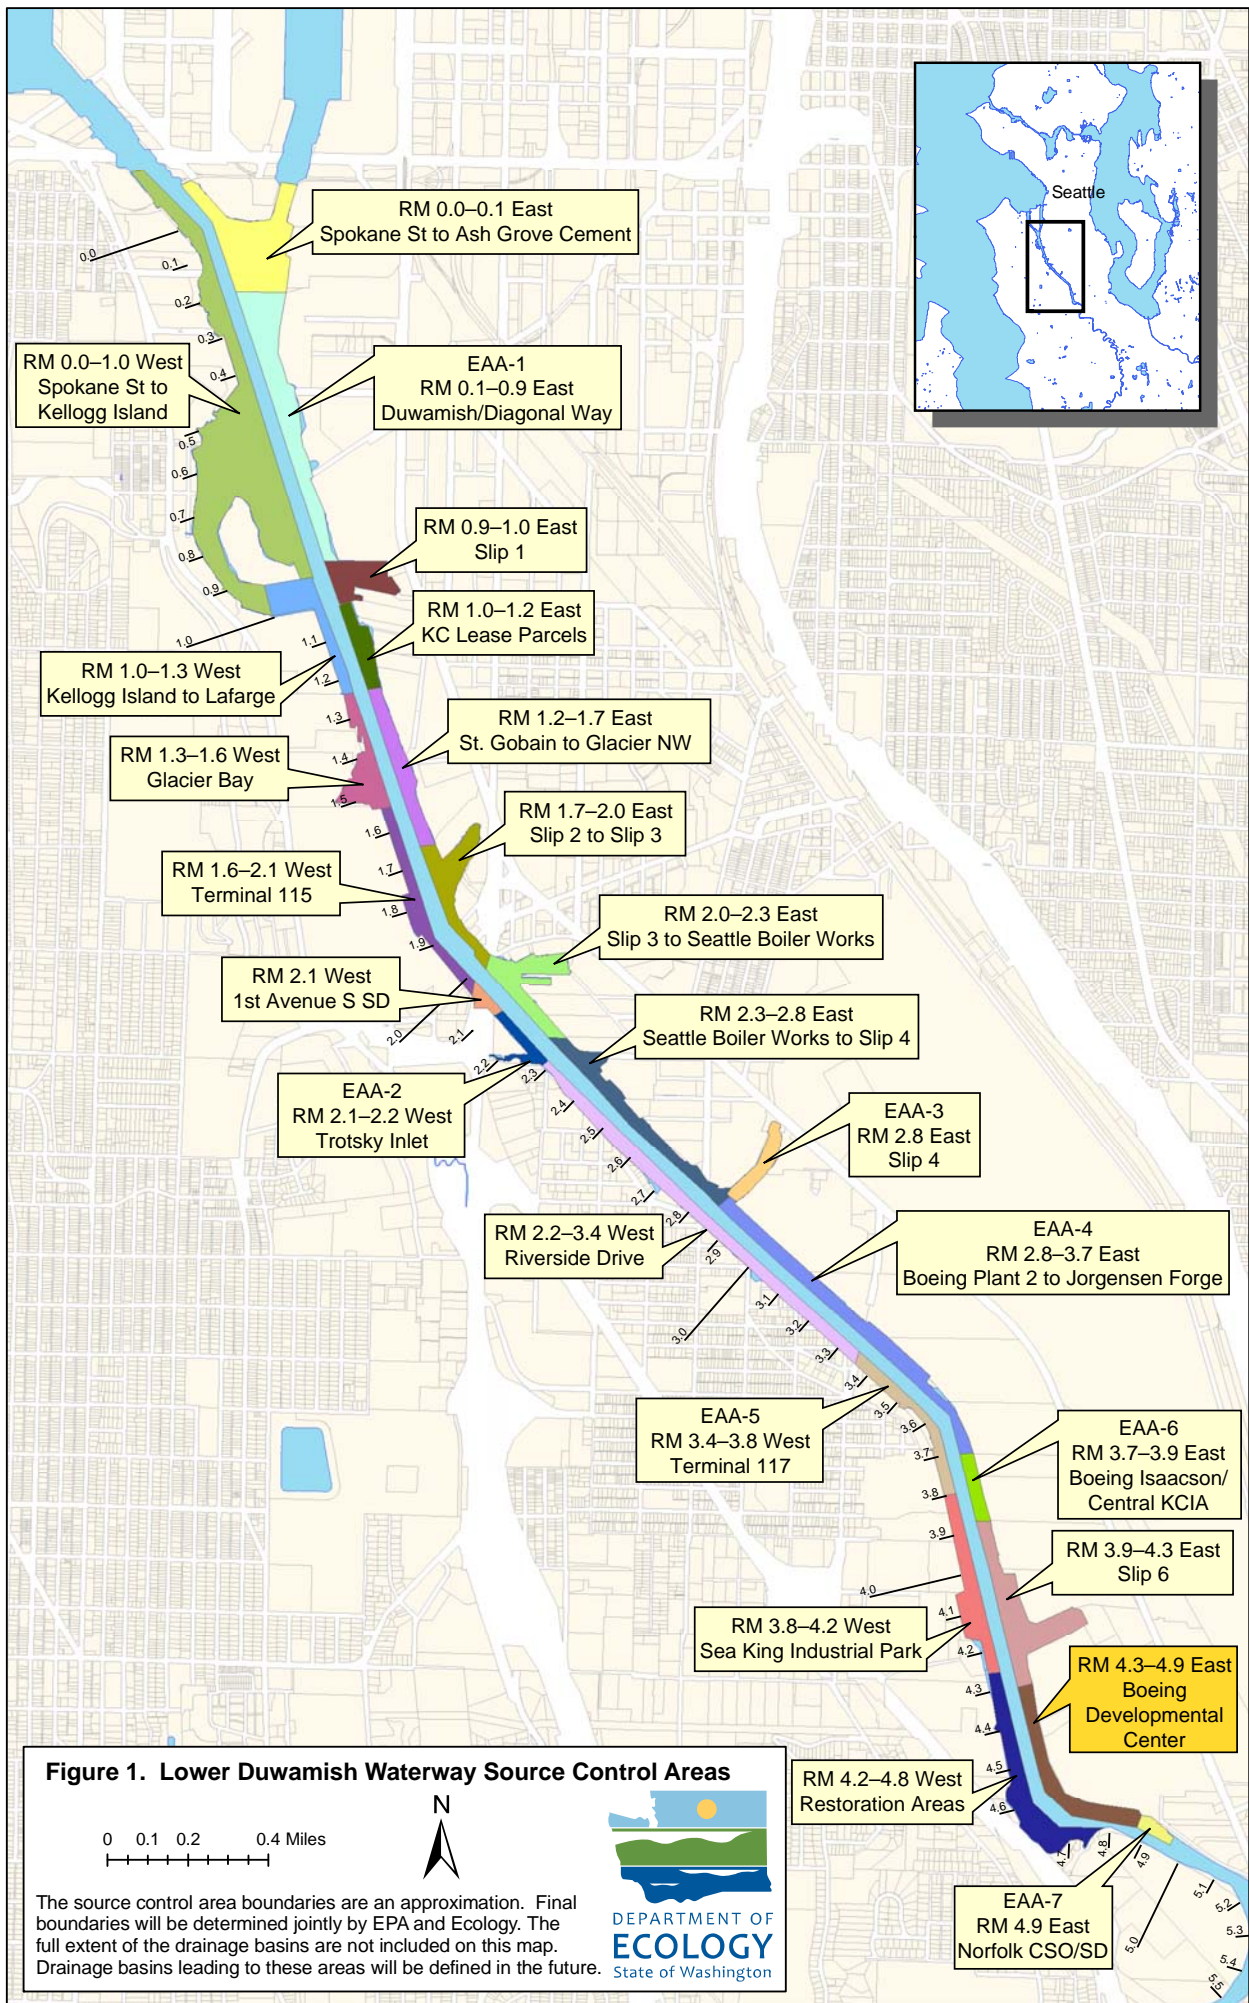 Seattle
RM 0.0–0.1 East
Spokane St to Ash Grove Cement
0.0
0.1
0.2
0.3
0.4
0.5
0.6
0.7
0.8
0.9
1.0
RM 0.0–1.0 West
Spokane St to
Kellogg Island
EAA-1
RM 0.1–0.9 East
Duwamish/Diagonal Way
RM 0.9–1.0 East
Slip 1
RM 1.0–1.2 East
KC Lease Parcels
1.1
1.2
1.3
1.4
1.5
1.6
1.7
1.8
1.9
2.0
RM 1.0–1.3 West
Kellogg Island to Lafarge
RM 1.2–1.7 East
St. Gobain to Glacier NW
RM 1.3–1.6 West
Glacier Bay
RM 1.7–2.0 East
Slip 2 to Slip 3
RM 1.6–2.1 West
Terminal 115
RM 2.0–2.3 East
Slip 3 to Seattle Boiler Works
RM 2.1 West
1st Avenue S SD
RM 2.3–2.8 East
Seattle Boiler Works to Slip 4
2.1
2.2
2.3
2.4
2.5
2.6
2.7
2.8
2.9
3.0
EAA-2
RM 2.1–2.2 West
Trotsky Inlet
EAA-3
RM 2.8 East
Slip 4
RM 2.2–3.4 West
Riverside Drive
EAA-4
RM 2.8–3.7 East
Boeing Plant 2 to Jorgensen Forge
3.1
3.2
3.3
3.4
3.5
3.6
3.7
3.8
3.9
4.0
EAA-5
RM 3.4–3.8 West
Terminal 117
EAA-6
RM 3.7–3.9 East
Boeing Isaacson/
Central KCIA
RM 3.9–4.3 East
Slip 6
RM 3.8–4.2 West
Sea King Industrial Park
4.1
4.2
4.3
4.4
4.5
4.6
4.7
4.8
4.9
5.0
5.1
5.2
5.3
5.4
5.5
RM 4.3–4.9 East
Boeing
Developmental
Center
RM 4.2–4.8 West
Restoration Areas
EAA-7
RM 4.9 East
Norfolk CSO/SD
Figure 1.  Lower Duwamish Waterway Source Control Areas
0 0.1 0.2 0.4 Miles
N
The source control area boundaries are an approximation.  Final
boundaries will be determined jointly by EPA and Ecology. The
full extent of the drainage basins are not included on this map.
Drainage basins leading to these areas will be defined in the future.
DEPARTMENT OF
ECOLOGY
State of Washington